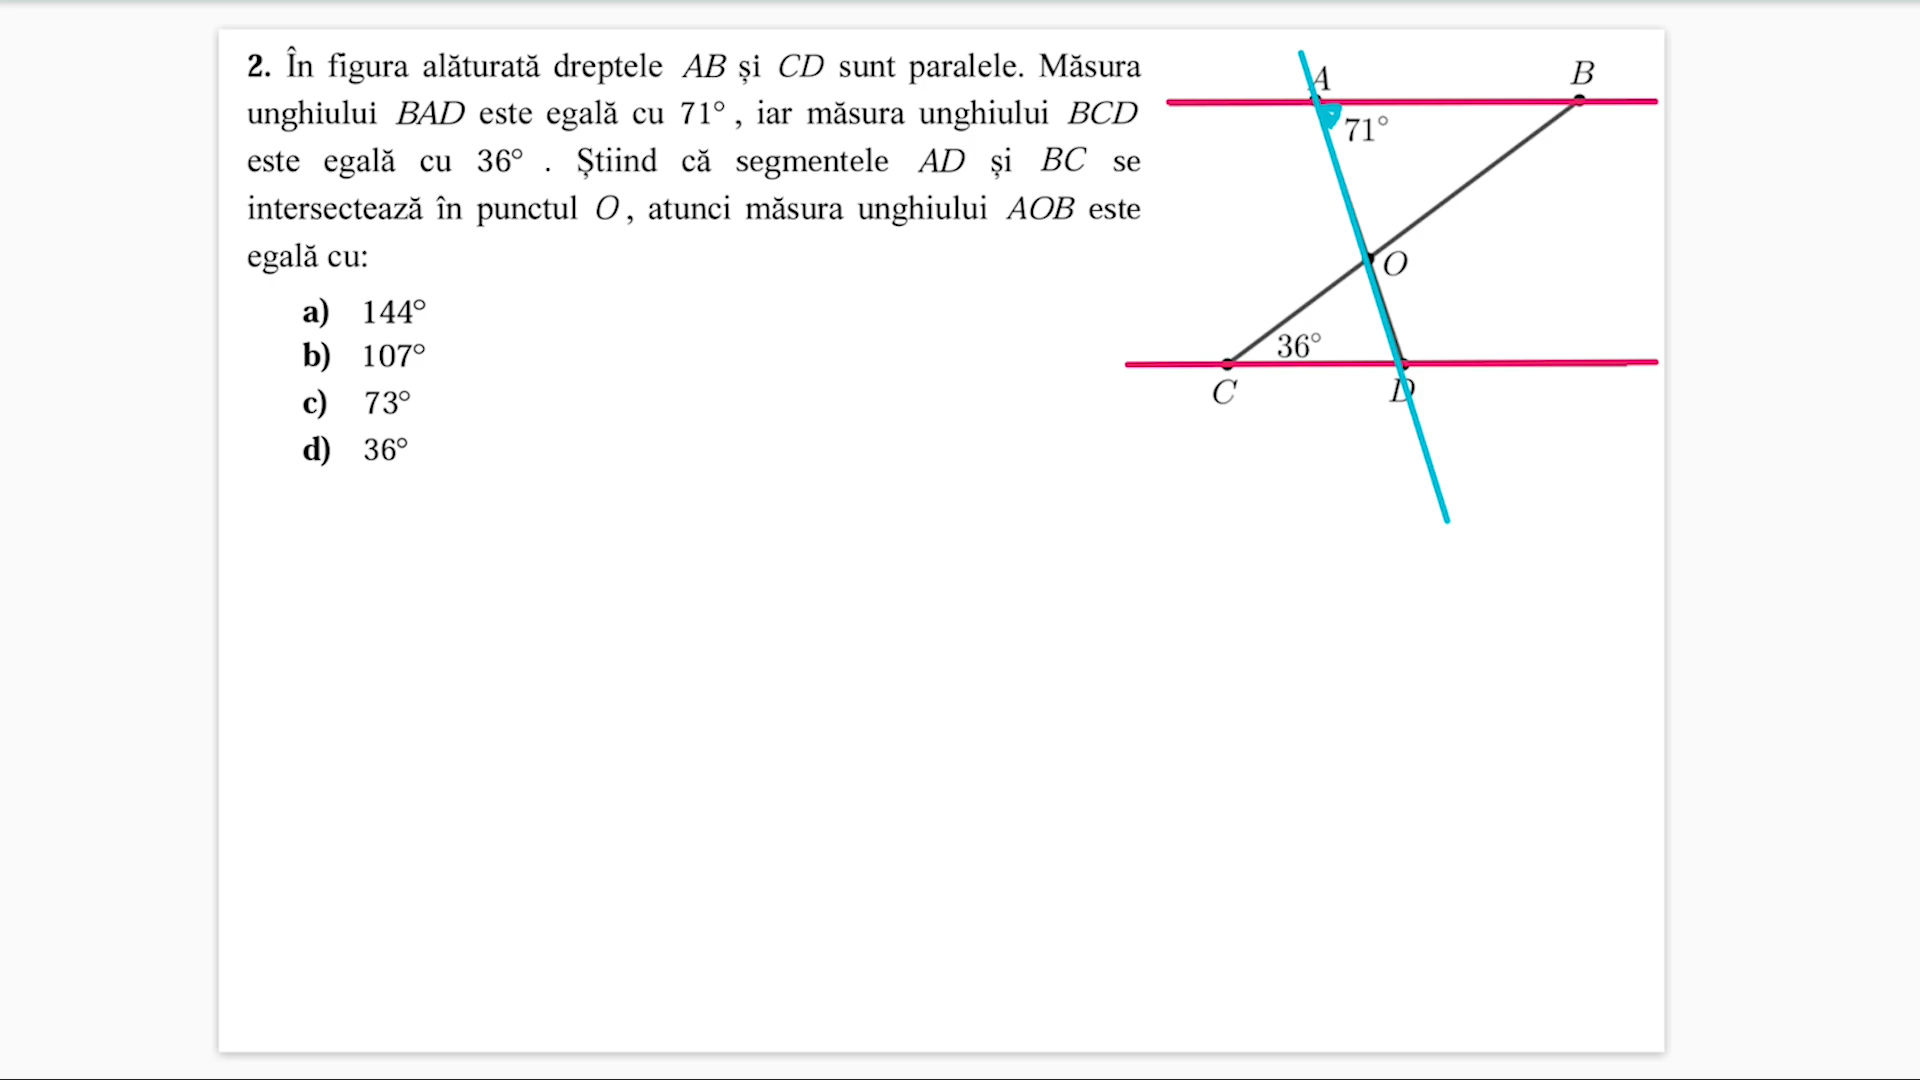 2. În figura alăturată dreptele AB și CD sunt paralele. Măsura
unghiului BAD este egală cu 71°, iar măsura unghiului BCD
este egală cu 36° . Știind că segmentele AD și BC se
intersectează în punctul O, atunci măsura unghiului AOB este
egală cu:
a) 144°
b) 107°
c) 73°
d) 36°
A
B
71°
O
36°
C
D